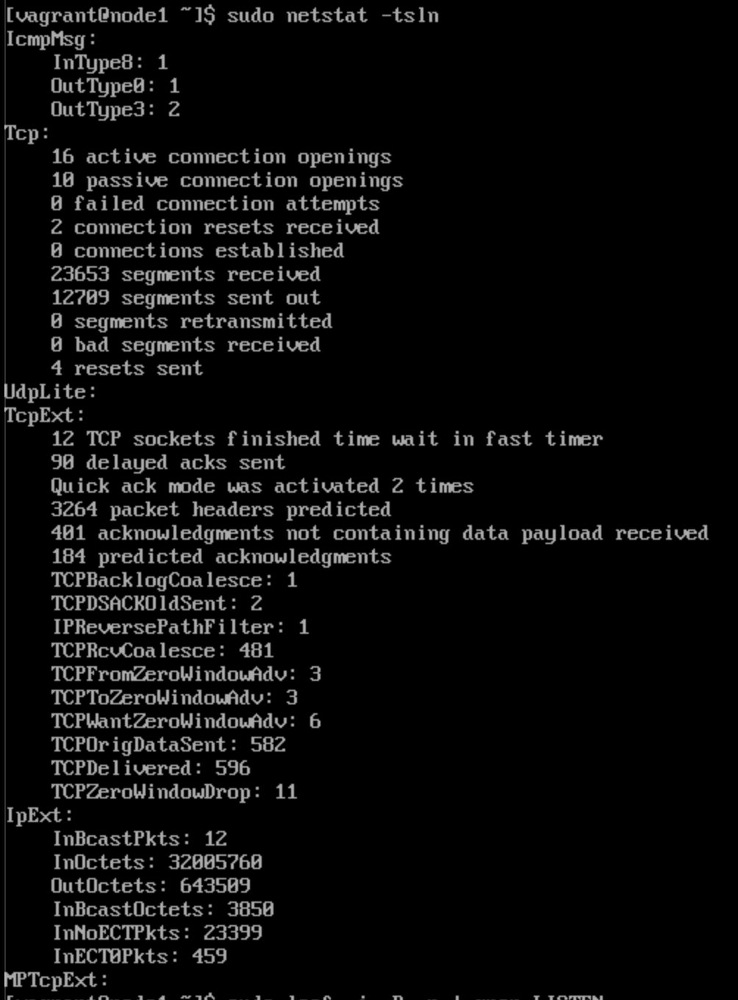 [vagrant@node1 ~]$ sudo netstat -tsln
IcmpMsg:
    InType8: 1
    OutType0: 1
    OutType3: 2
Tcp:
    16 active connection openings
    10 passive connection openings
    0 failed connection attempts
    2 connection resets received
    0 connections established
    23653 segments received
    12709 segments sent out
    0 segments retransmitted
    0 bad segments received
    4 resets sent
UdpLite:
TcpExt:
    12 TCP sockets finished time wait in fast timer
    90 delayed acks sent
    Quick ack mode was activated 2 times
    3264 packet headers predicted
    401 acknowledgments not containing data payload received
    184 predicted acknowledgments
    TCPBacklogCoalesce: 1
    TCPDSACKOldSent: 2
    IPReversePathFilter: 1
    TCPRcvCoalesce: 481
    TCPFromZeroWindowAdv: 3
    TCPToZeroWindowAdv: 3
    TCPWantZeroWindowAdv: 6
    TCPOrigDataSent: 582
    TCPDelivered: 596
    TCPZeroWindowDrop: 11
IpExt:
    InBcastPkts: 12
    InOctets: 32005760
    OutOctets: 643509
    InBcastOctets: 3850
    InNoECTPkts: 23399
    InECT0Pkts: 459
MPTcpExt:
[vagrant@node1 ~]$ sudo LISTEN